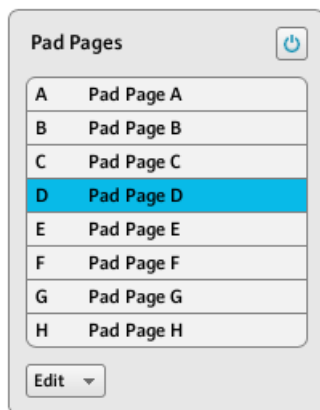 Pad Pages
A Pad Page A
B Pad Page B
C Pad Page C
D Pad Page D
E Pad Page E
F Pad Page F
G Pad Page G
H Pad Page H
Edit